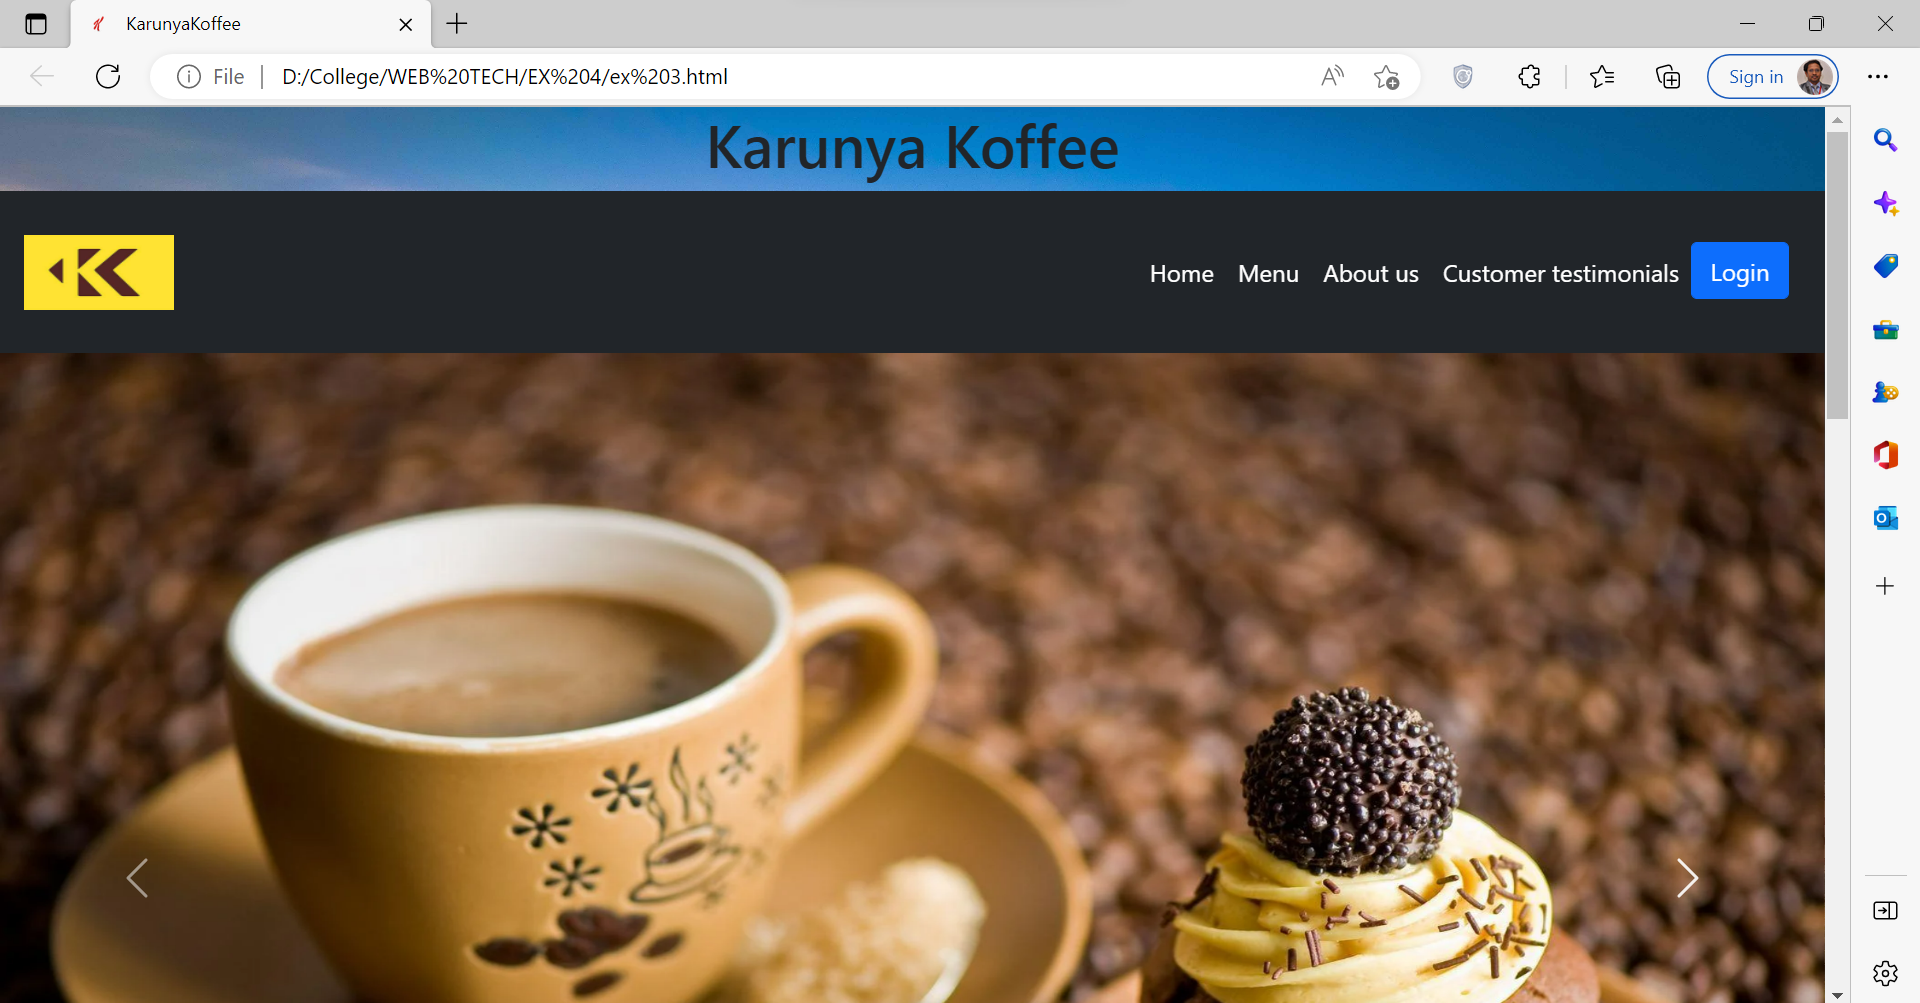 KarunyaKoffee
File
D:/College/WEB%20TECH/EX%204/ex%203.html
Sign in
Karunya Koffee
Home
Menu
About us
Customer testimonials
Login